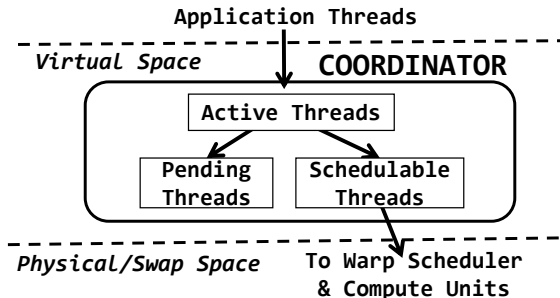 Application Threads
Virtual Space
COORDINATOR
Active Threads
Pending
Threads
Schedulable
Threads
Physical/Swap Space
To Warp Scheduler
& Compute Units